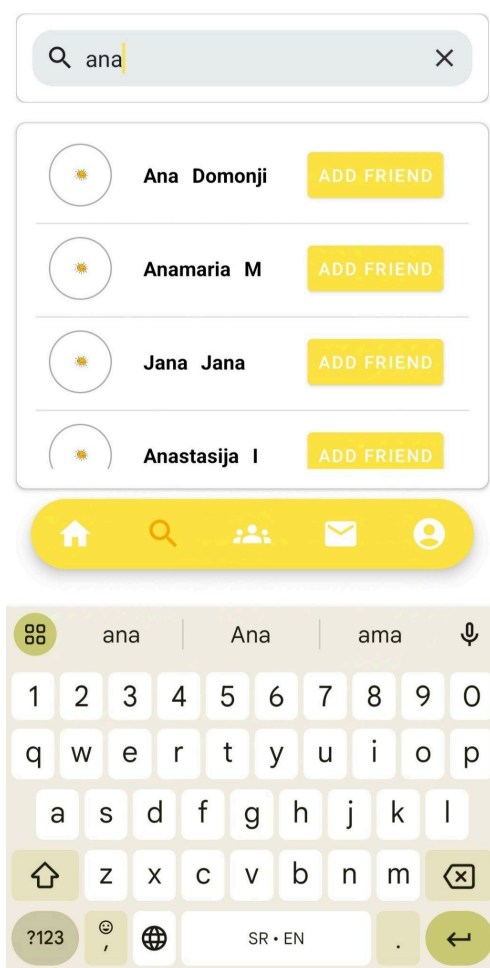 ana
Ana Domonji ADD FRIEND
Anamaria M ADD FRIEND
Jana Jana ADD FRIEND
Anastasija I ADD FRIEND
ana Ana ama
1 2 3 4 5 6 7 8 9 0
q w e r t y u i o p
a s d f g h j k l
z x c v b n m
?123 , SR • EN .